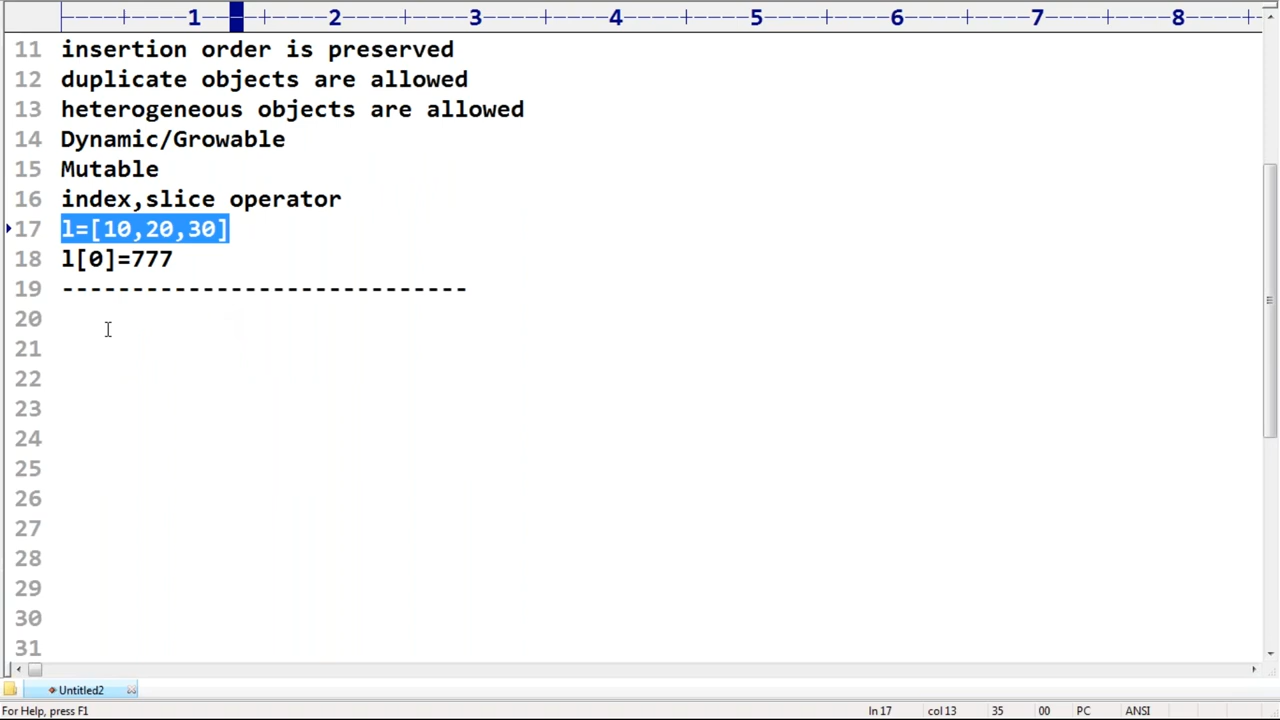 ----+----1----+----2----+----3----+----4----+----5----+----6----+----7----+----8----+-
11 insertion order is preserved
12 duplicate objects are allowed
13 heterogeneous objects are allowed
14 Dynamic/Growable
15 Mutable
16 index,slice operator
17 l=[10,20,30]
18 l[0]=777
19 -----------------------------
20
21
22
23
24
25
26
27
28
29
30
31
Untitled2
For Help, press F1 ln 17 col 13 35 00 PC ANSI